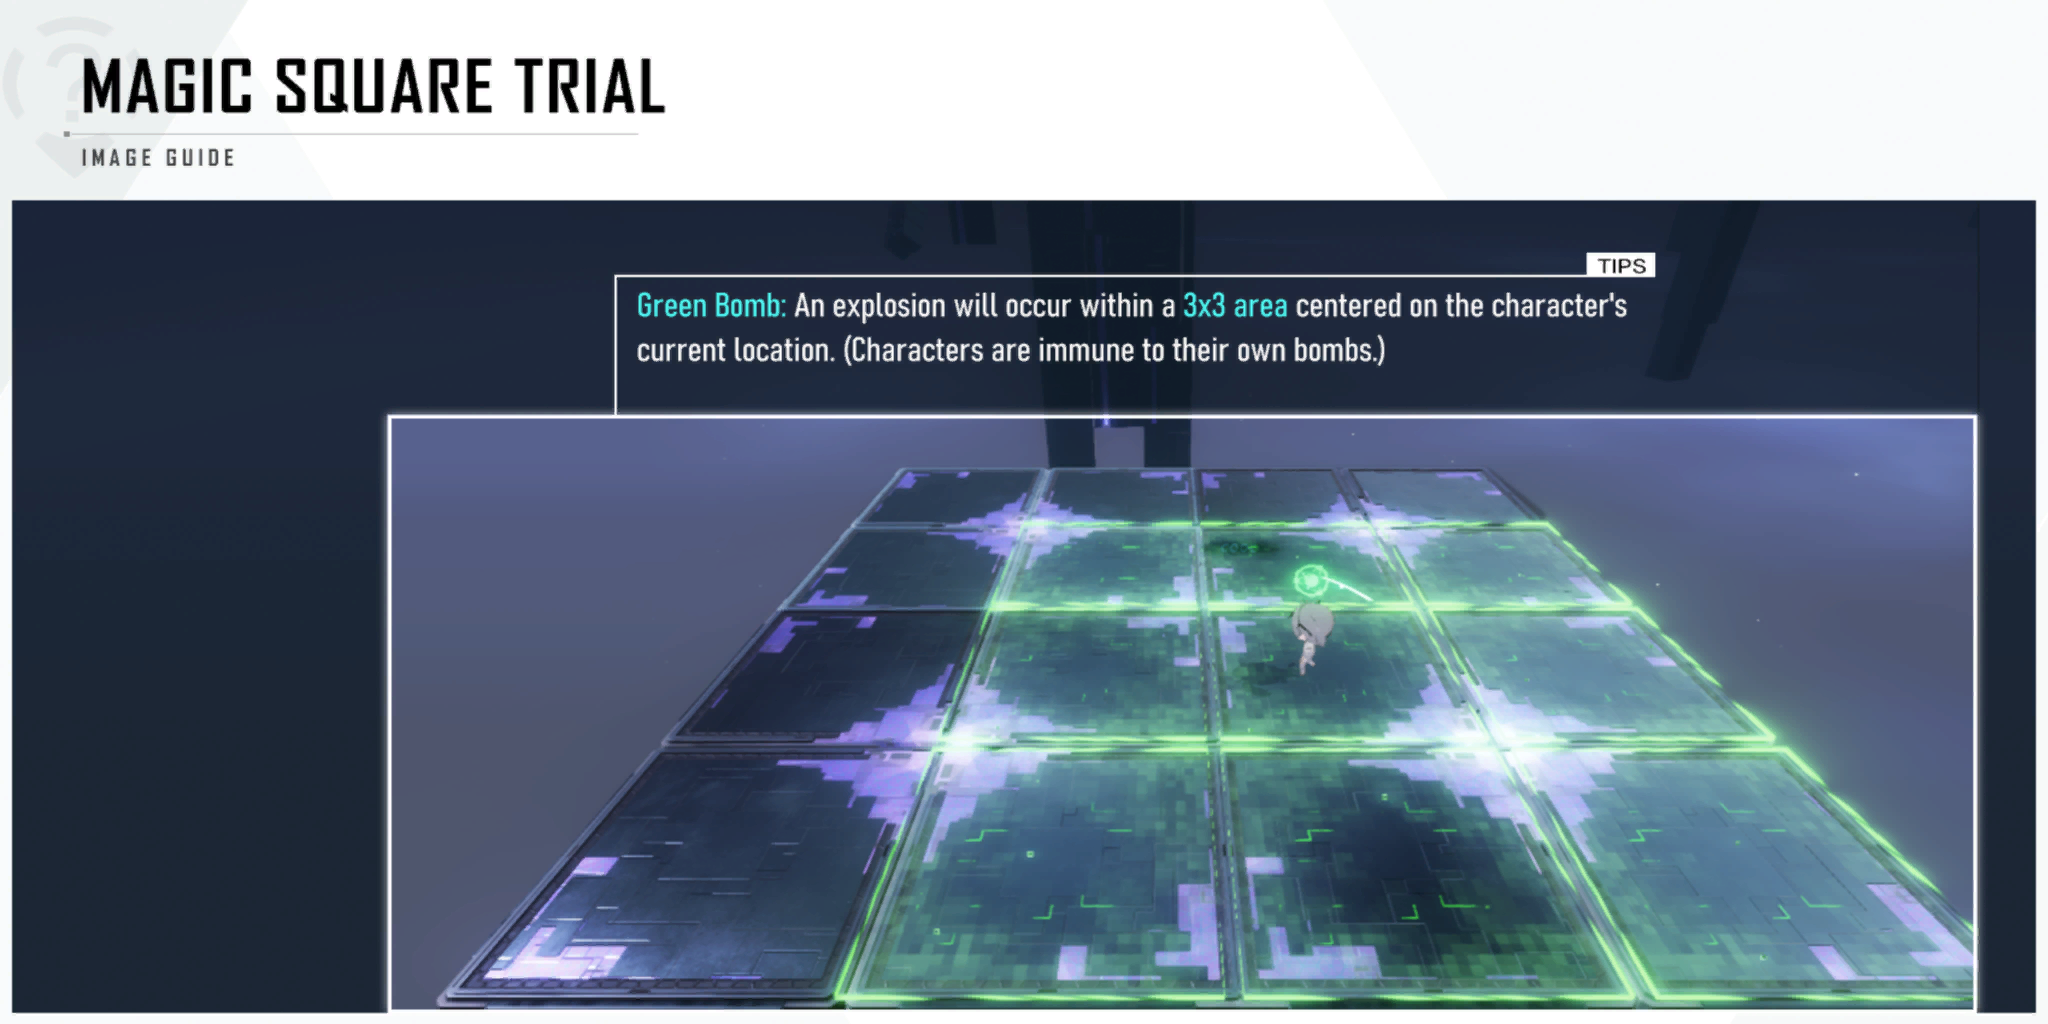 MAGIC SQUARE TRIAL
IMAGE GUIDE
TIPS
Green Bomb: An explosion will occur within a 3x3 area centered on the character's
current location. (Characters are immune to their own bombs.)